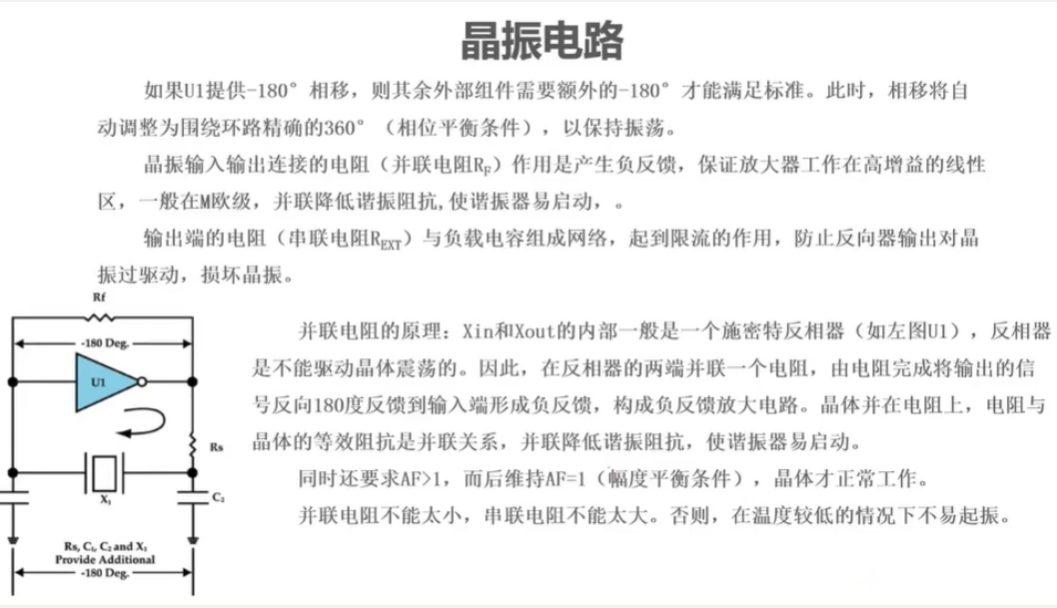 晶振电路
如果U1提供-180°相移，则其余外部组件需要额外的-180°才能满足标准。此时，相移将自
动调整为围绕环路精确的360°（相位平衡条件），以保持振荡。
晶振输入输出连接的电阻（并联电阻RF）作用是产生负反馈，保证放大器工作在高增益的线性
区，一般在M欧级，并联降低谐振阻抗,使谐振器易启动，。
输出端的电阻（串联电阻REXT）与负载电容组成网络，起到限流的作用，防止反向器输出对晶
振过驱动，损坏晶振。
Rf
-180 Deg.
U1
Rs
X1
C2
Rs, C1, C2 and X1
Provide Additional
-180 Deg.
并联电阻的原理：Xin和Xout的内部一般是一个施密特反相器（如左图U1），反相器
是不能驱动晶体震荡的。因此，在反相器的两端并联一个电阻，由电阻完成将输出的信
号反向180度反馈到输入端形成负反馈，构成负反馈放大电路。晶体并在电阻上，电阻与
晶体的等效阻抗是并联关系，并联降低谐振阻抗，使谐振器易启动。
同时还要求AF>1，而后维持AF=1（幅度平衡条件），晶体才正常工作。
并联电阻不能太小，串联电阻不能太大。否则，在温度较低的情况下不易起振。